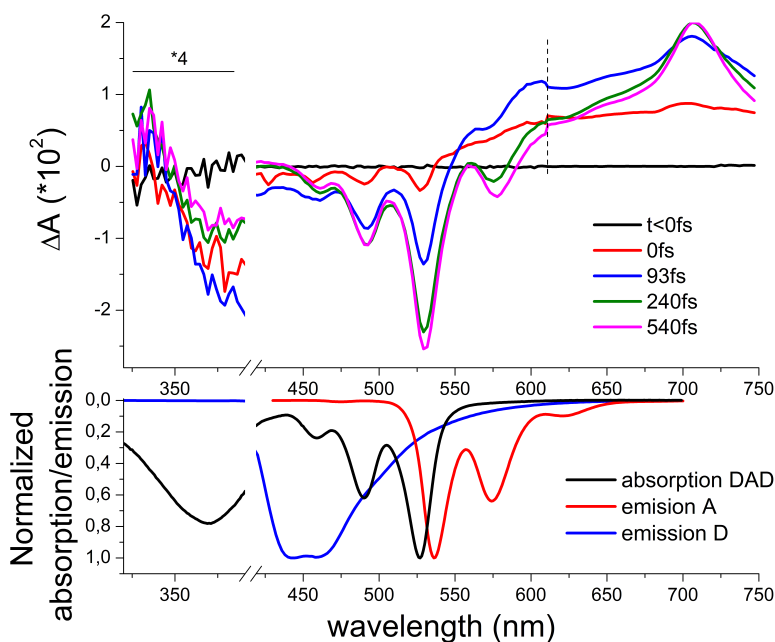 2
1
0
-1
-2
ΔA (*10²)
*4
t<0fs
0fs
93fs
240fs
540fs
350 450 500 550 600 650 700 750
0,0
0,2
0,4
0,6
0,8
1,0
Normalized
absorption/emission
absorption DAD
emision A
emission D
350 450 500 550 600 650 700 750
wavelength (nm)